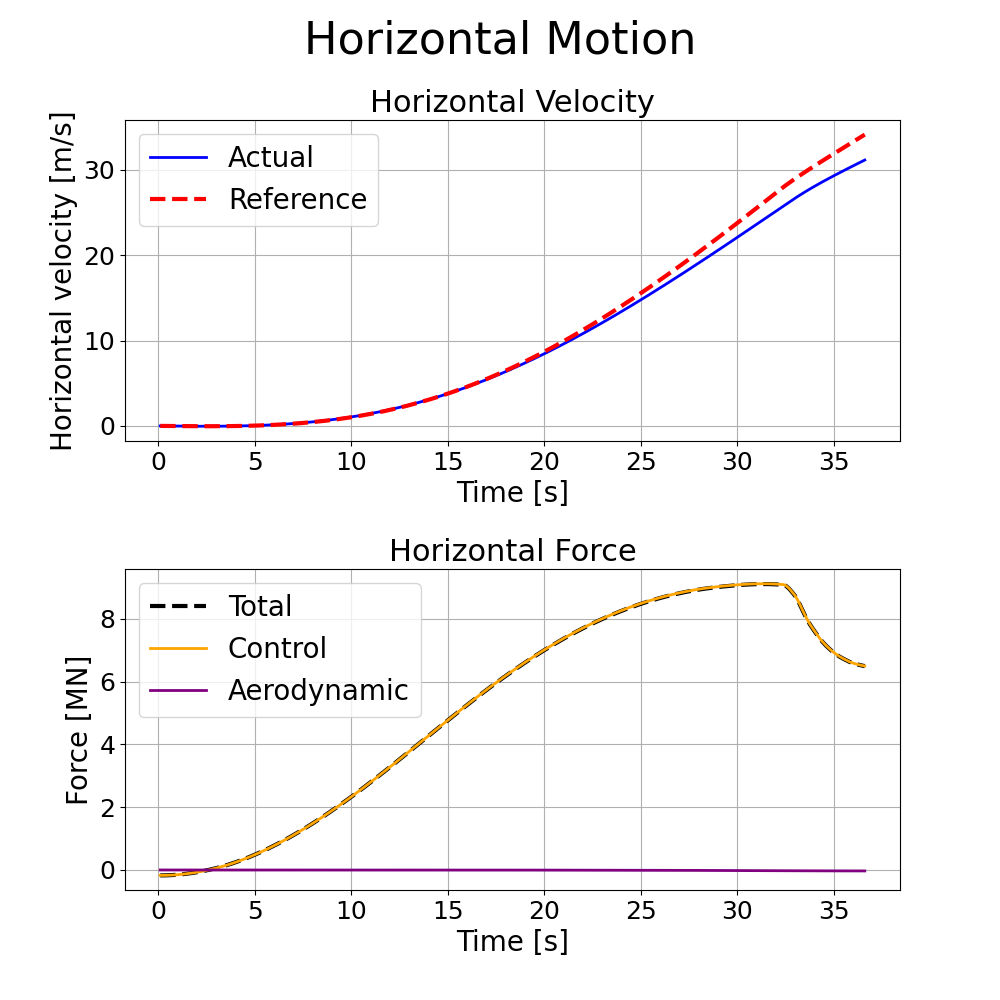 Horizontal Motion
Horizontal Velocity
Horizontal velocity [m/s]
30
20
10
0
Actual
Reference
0 5 10 15 20 25 30 35
Time [s]
Horizontal Force
Force [MN]
8
6
4
2
0
Total
Control
Aerodynamic
0 5 10 15 20 25 30 35
Time [s]